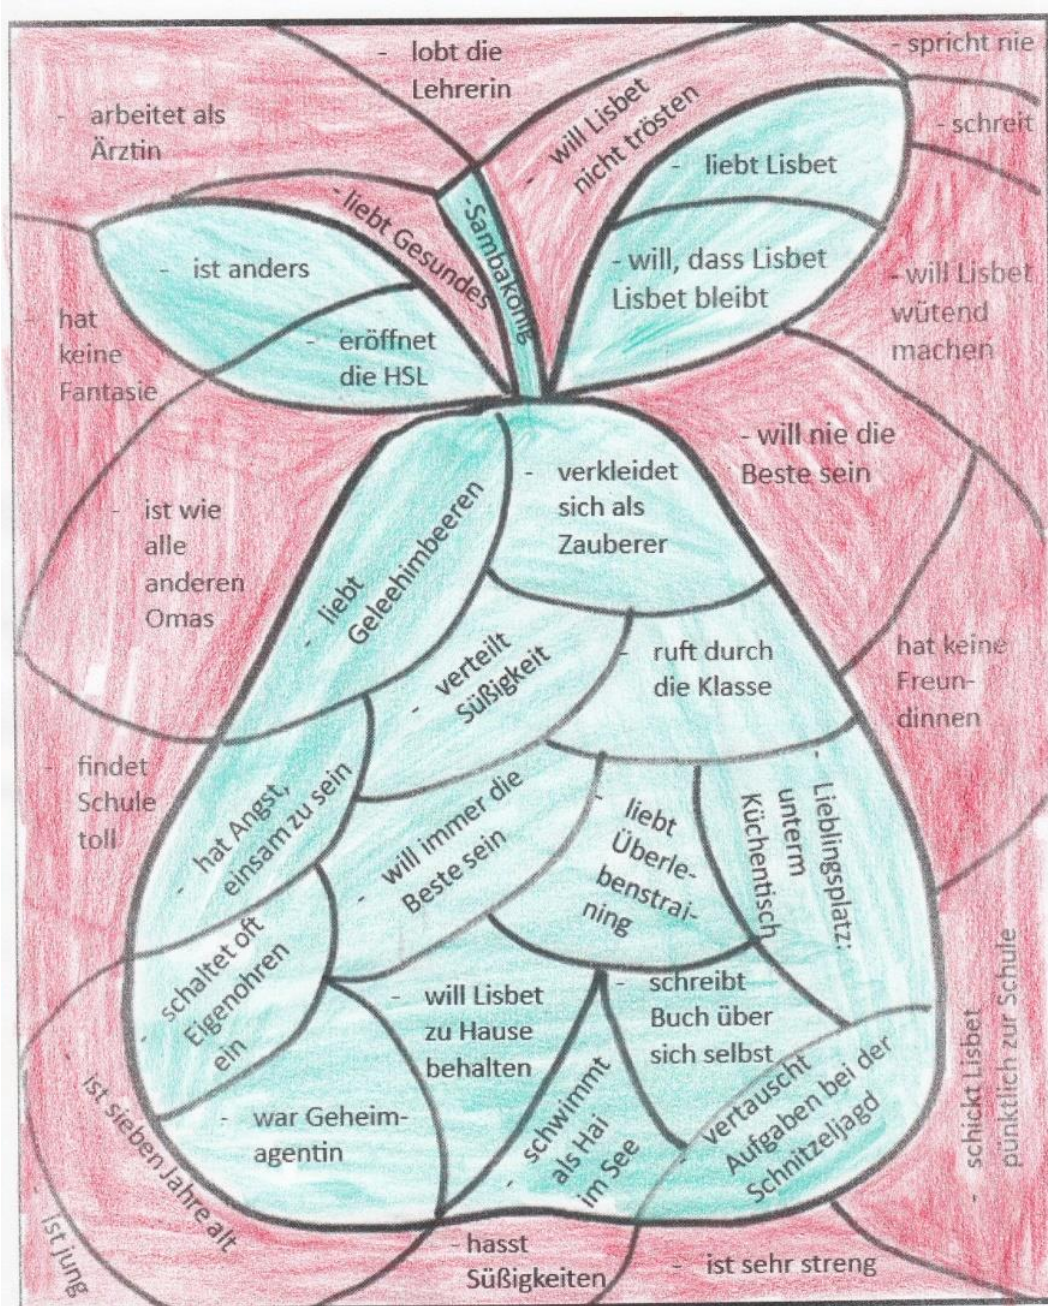 - lobt die
Lehrerin
- spricht nie
- arbeitet als
Ärztin
- will Lisbet
nicht trösten
- schreit
- liebt Lisbet
- liebt Gesundes
- Sambakönig
- ist anders
- will, dass Lisbet
Lisbet bleibt
- will Lisbet
wütend
machen
- hat
keine
Fantasie
- eröffnet
die HSL
- will nie die
Beste sein
- verkleidet
sich als
Zauberer
- ist wie
alle
anderen
Omas
- liebt
Geleehimbeeren
- verteilt
Süßigkeit
- ruft durch
die Klasse
hat keine
Freun-
dinnen
- findet
Schule
toll
- hat Angst,
einsam zu sein
- will immer die
Beste sein
- liebt
Überle-
benstrai-
ning
- Lieblingsplatz:
unterm
Küchentisch
- schaltet oft
Eigenohren
ein
- will Lisbet
zu Hause
behalten
- schreibt
Buch über
sich selbst
- schickt Lisbet
pünktlich zur Schule
- ist sieben Jahre alt
- war Geheim-
agentin
- schwimmt
als Hai
im See
- vertauscht
Aufgaben bei der
Schnitzeljagd
ist jung
- hasst
Süßigkeiten
- ist sehr streng